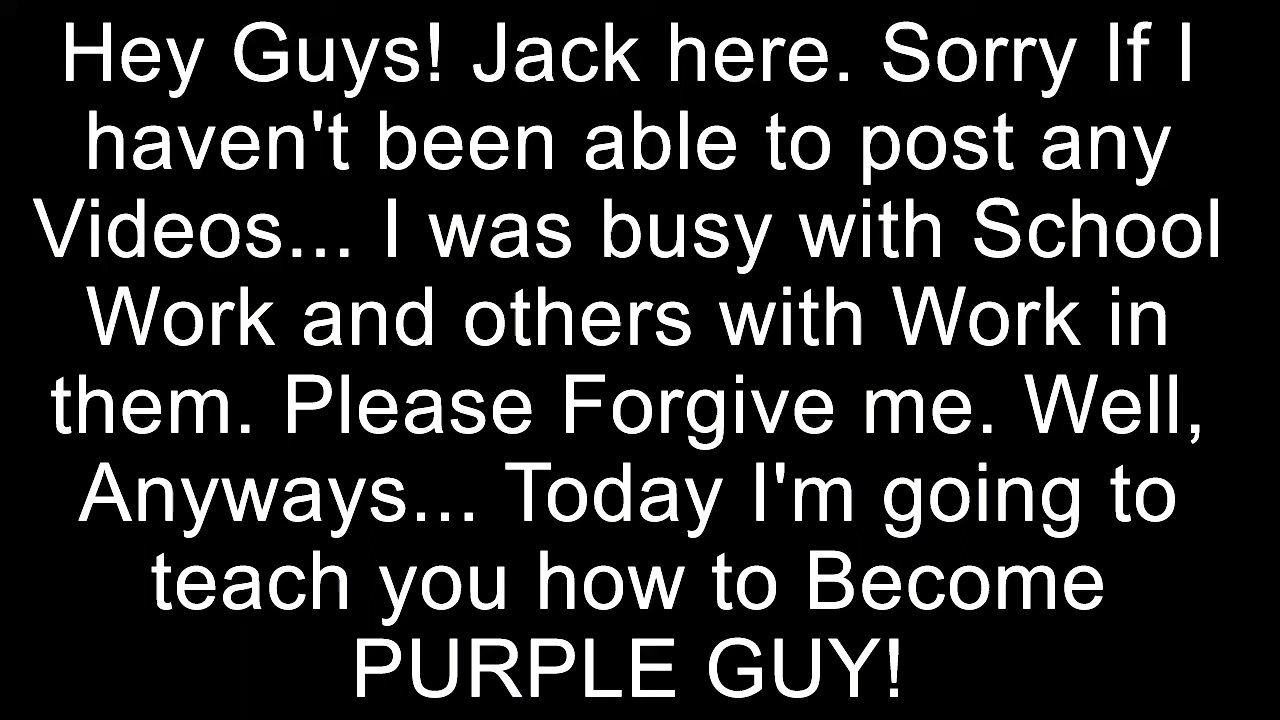 Hey Guys! Jack here. Sorry If I
haven't been able to post any
Videos... I was busy with School
Work and others with Work in
them. Please Forgive me. Well,
Anyways... Today I'm going to
teach you how to Become
PURPLE GUY!